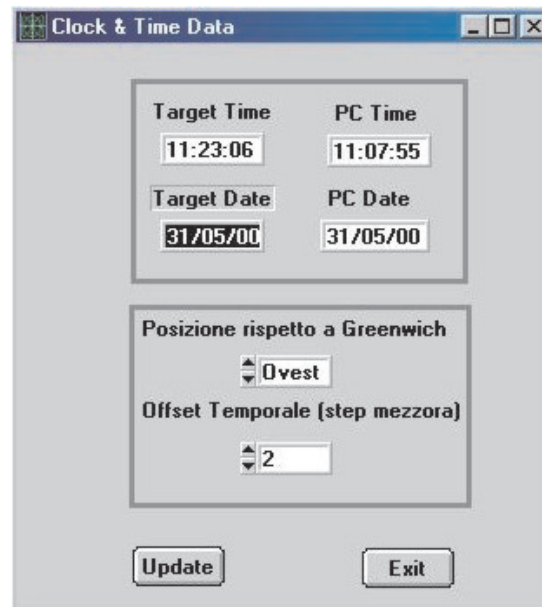 Clock & Time Data
Target Time PC Time
11:23:06 11:07:55
Target Date PC Date
31/05/00 31/05/00
Posizione rispetto a Greenwich
Ovest
Offset Temporale (step mezzora)
2
Update Exit